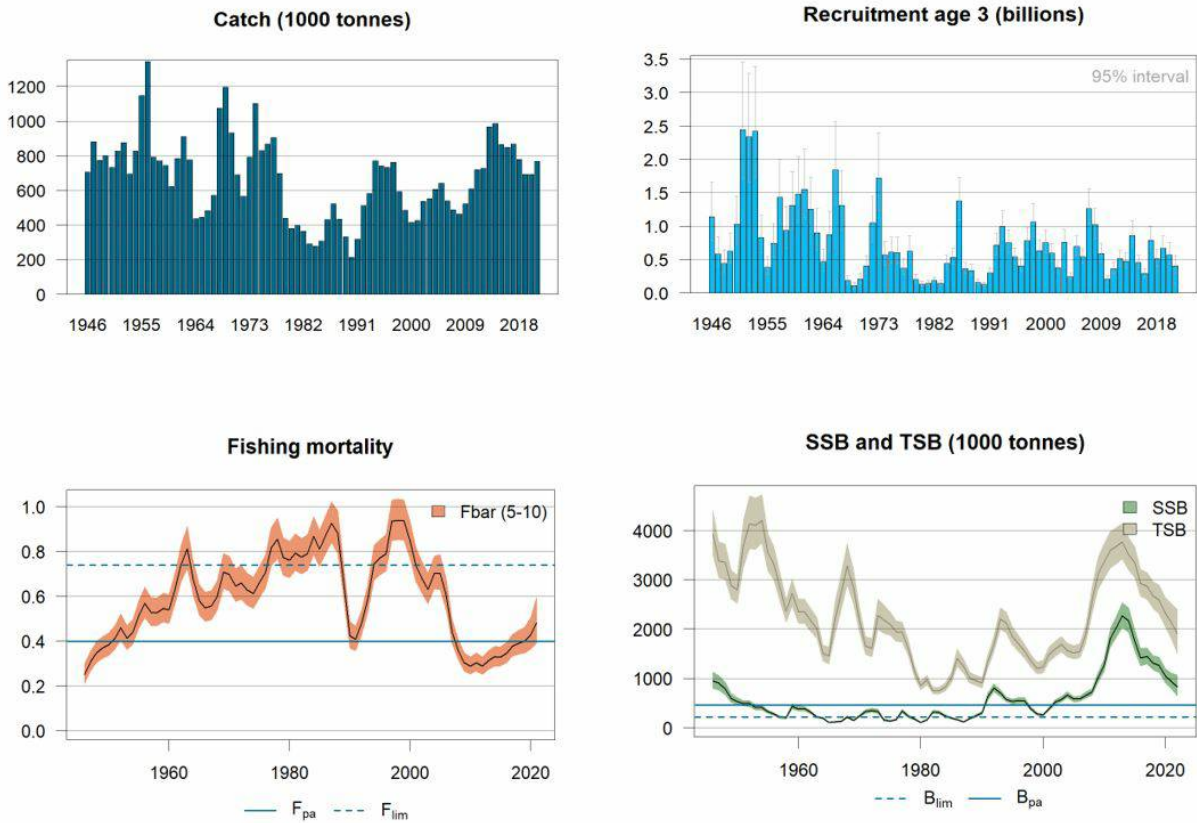 Catch (1000 tonnes)
1200
1000
800
600
400
200
0
1946 1955 1964 1973 1982 1991 2000 2009 2018
Recruitment age 3 (billions)
3.5
95% interval
3.0
2.5
2.0
1.5
1.0
0.5
0.0
1946 1955 1964 1973 1982 1991 2000 2009 2018
Fishing mortality
1.0
Fbar (5-10)
0.8
0.6
0.4
0.2
0.0
1960 1980 2000 2020
Fpa Flim
SSB and TSB (1000 tonnes)
SSB
TSB
4000
3000
2000
1000
0
1960 1980 2000 2020
Blim Bpa